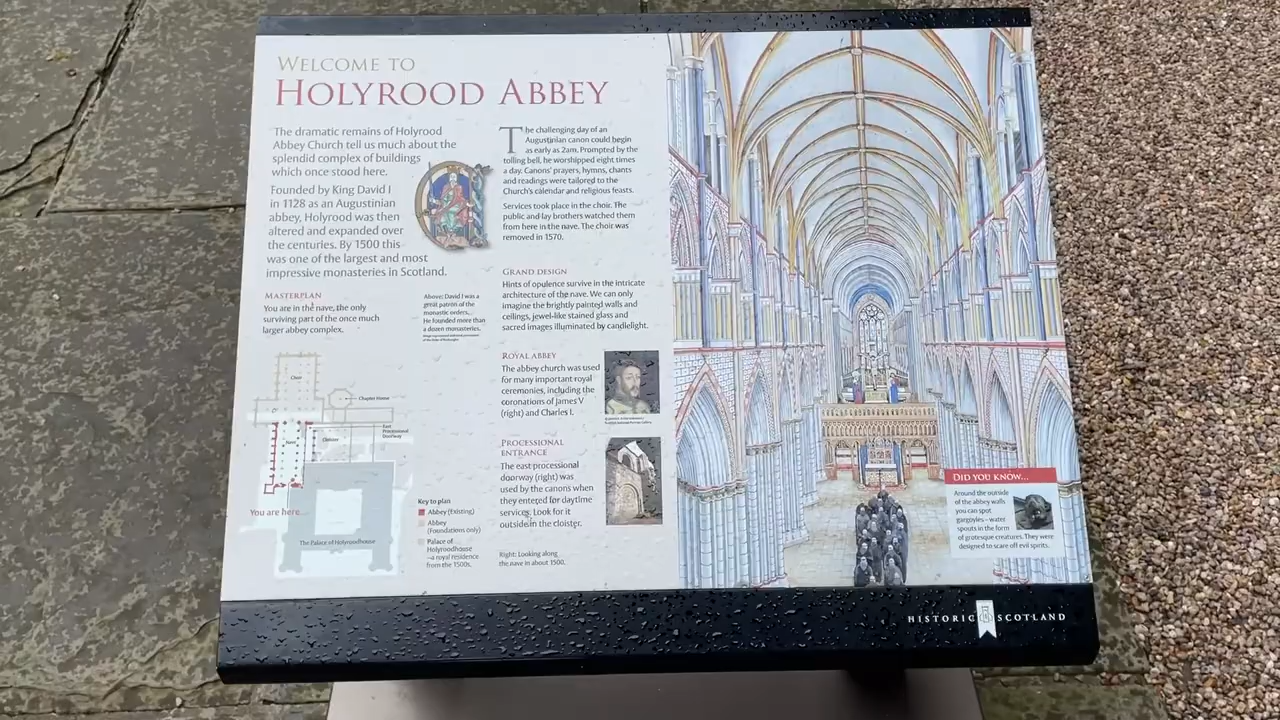 WELCOME TO
HOLYROOD ABBEY
The dramatic remains of Holyrood
Abbey Church tell us much about the
splendid complex of buildings
which once stood here.
Founded by King David I
in 1128 as an Augustinian
abbey, Holyrood was then
altered and expanded over
the centuries. By 1500 this
was one of the largest and most
impressive monasteries in Scotland.
MASTERPLAN
You are in the nave, the only
surviving part of the once much
larger abbey complex.
Above: David I was a
great patron of the
monastic orders...
He founded more than
a dozen monasteries.
Choir
Chapter House
East
Processional
Doorway
Nave
Cloister
You are here...
The Palace of Holyroodhouse
Key to plan
Abbey (Existing)
Abbey
(Foundations only)
Palace of
Holyroodhouse
–a royal residence
from the 1500s.
The challenging day of an
Augustinian canon could begin
as early as 2am. Prompted by the
tolling bell, he worshipped eight times
a day. Canons' prayers, hymns, chants
and readings were tailored to the
Church's calendar and religious feasts.
Services took place in the choir. The
public and lay brothers watched them
from here in the nave. The choir was
removed in 1570.
GRAND DESIGN
Hints of opulence survive in the intricate
architecture of the nave. We can only
imagine the brightly painted walls and
ceilings, jewel-like stained glass and
sacred images illuminated by candlelight.
ROYAL ABBEY
The abbey church was used
for many important royal
ceremonies, including the
coronations of James V
(right) and Charles I.
PROCESSIONAL
ENTRANCE
The east processional
doorway (right) was
used by the canons when
they entered for daytime
services. Look for it
outside in the cloister.
Right: Looking along
the nave in about 1500.
DID YOU KNOW...
Around the outside
of the abbey walls
you can spot
gargoyles – water
spouts in the form
of grotesque creatures. They were
designed to scare off evil spirits.
HISTORIC SCOTLAND